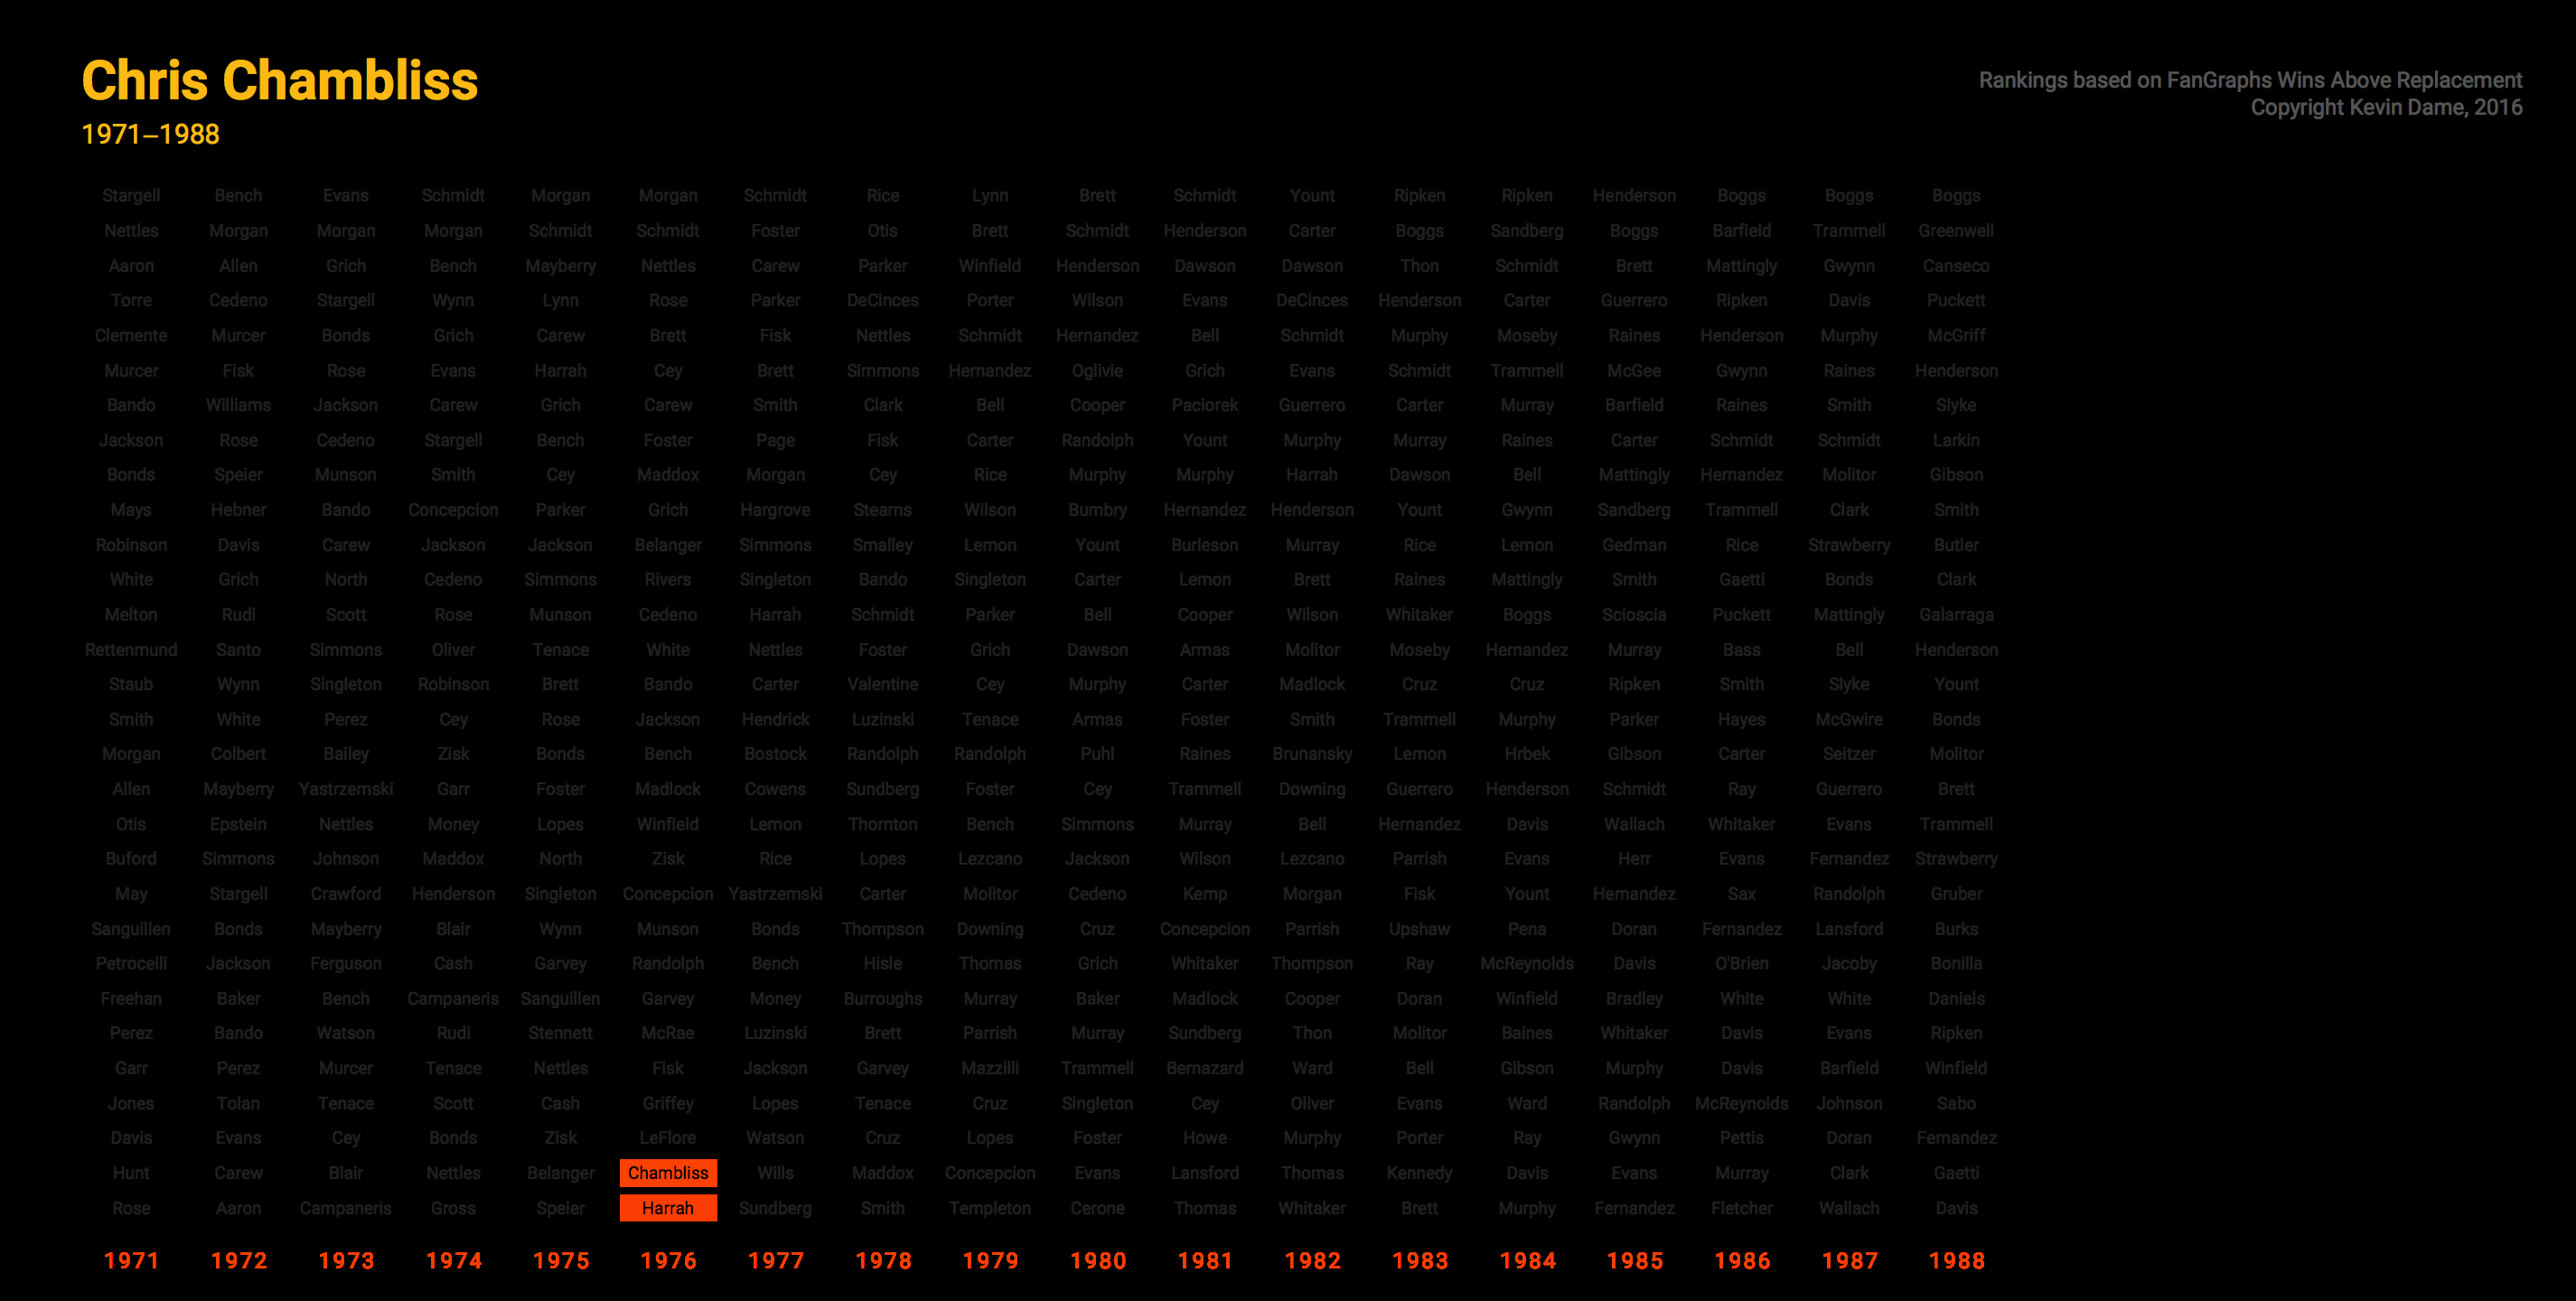 Chris Chambliss
1971–1988
Rankings based on FanGraphs Wins Above Replacement
Copyright Kevin Dame, 2016
Stargell Bench Evans Schmidt Morgan Morgan Schmidt Rice Lynn Brett Schmidt Yount Ripken Ripken Henderson Boggs Boggs Boggs
Nettles Morgan Morgan Morgan Schmidt Schmidt Foster Otis Brett Schmidt Henderson Carter Boggs Sandberg Boggs Barfield Trammell Greenwell
Aaron Allen Grich Bench Mayberry Nettles Carew Parker Winfield Henderson Dawson Dawson Thon Schmidt Brett Mattingly Gwynn Canseco
Torre Cedeno Stargell Wynn Lynn Rose Parker DeCinces Porter Wilson Evans DeCinces Henderson Carter Guerrero Ripken Davis Puckett
Clemente Murcer Bonds Grich Carew Brett Fisk Nettles Schmidt Hernandez Bell Schmidt Murphy Moseby Raines Henderson Murphy McGriff
Murcer Fisk Rose Evans Harrah Cey Brett Simmons Hernandez Oglivie Grich Evans Schmidt Trammell McGee Gwynn Raines Henderson
Bando Williams Jackson Carew Grich Carew Smith Clark Bell Cooper Paciorek Guerrero Carter Murray Barfield Raines Smith Slyke
Jackson Rose Cedeno Stargell Bench Foster Page Fisk Carter Randolph Yount Murphy Murray Raines Carter Schmidt Schmidt Larkin
Bonds Speier Munson Smith Cey Maddox Morgan Cey Rice Murphy Murphy Harrah Dawson Bell Mattingly Hernandez Molitor Gibson
Mays Hebner Bando Concepcion Parker Grich Hargrove Stearns Wilson Bumbry Hernandez Henderson Yount Gwynn Sandberg Trammell Clark Smith
Robinson Davis Carew Jackson Jackson Belanger Simmons Smalley Lemon Yount Burleson Murray Rice Lemon Gedman Rice Strawberry Butler
White Grich North Cedeno Simmons Rivers Singleton Bando Singleton Carter Lemon Brett Raines Mattingly Smith Gaetti Bonds Clark
Melton Rudi Scott Rose Munson Cedeno Harrah Schmidt Parker Bell Cooper Wilson Whitaker Boggs Scioscia Puckett Mattingly Galarraga
Rettenmund Santo Simmons Oliver Tenace White Nettles Foster Grich Dawson Armas Molitor Moseby Hernandez Murray Bass Bell Henderson
Staub Wynn Singleton Robinson Brett Bando Carter Valentine Cey Murphy Carter Madlock Cruz Cruz Ripken Smith Slyke Yount
Smith White Perez Cey Rose Jackson Hendrick Luzinski Tenace Armas Foster Smith Trammell Murphy Parker Hayes McGwire Bonds
Morgan Colbert Bailey Zisk Bonds Bench Bostock Randolph Randolph Puhl Raines Brunansky Lemon Hrbek Gibson Carter Seitzer Molitor
Allen Mayberry Yastrzemski Garr Foster Madlock Cowens Sundberg Foster Cey Trammell Downing Guerrero Henderson Schmidt Ray Guerrero Brett
Otis Epstein Nettles Money Lopes Winfield Lemon Thornton Bench Simmons Murray Bell Hernandez Davis Wallach Whitaker Evans Trammell
Buford Simmons Johnson Maddox North Zisk Rice Lopes Lezcano Jackson Wilson Lezcano Parrish Evans Herr Evans Fernandez Strawberry
May Stargell Crawford Henderson Singleton Concepcion Yastrzemski Carter Molitor Cedeno Kemp Morgan Fisk Yount Hernandez Sax Randolph Gruber
Sanguillen Bonds Mayberry Blair Wynn Munson Bonds Thompson Downing Cruz Concepcion Parrish Upshaw Pena Doran Fernandez Lansford Burks
Petrocelli Jackson Ferguson Cash Garvey Randolph Bench Hisle Thomas Grich Whitaker Thompson Ray McReynolds Davis O'Brien Jacoby Bonilla
Freehan Baker Bench Campaneris Sanguillen Garvey Money Burroughs Murray Baker Madlock Cooper Doran Winfield Bradley White White Daniels
Perez Bando Watson Rudi Stennett McRae Luzinski Brett Parrish Murray Sundberg Thon Molitor Baines Whitaker Davis Evans Ripken
Garr Perez Murcer Tenace Nettles Fisk Jackson Garvey Mazzilli Trammell Bernazard Ward Bell Gibson Murphy Davis Barfield Winfield
Jones Tolan Tenace Scott Cash Griffey Lopes Tenace Cruz Singleton Cey Oliver Evans Ward Randolph McReynolds Johnson Sabo
Davis Evans Cey Bonds Zisk LeFlore Watson Cruz Lopes Foster Howe Murphy Porter Ray Gwynn Pettis Doran Fernandez
Hunt Carew Blair Nettles Belanger Chambliss Wills Maddox Concepcion Evans Lansford Thomas Kennedy Davis Evans Murray Clark Gaetti
Rose Aaron Campaneris Gross Speier Harrah Sundberg Smith Templeton Cerone Thomas Whitaker Brett Murphy Fernandez Fletcher Wallach Davis
1971 1972 1973 1974 1975 1976 1977 1978 1979 1980 1981 1982 1983 1984 1985 1986 1987 1988